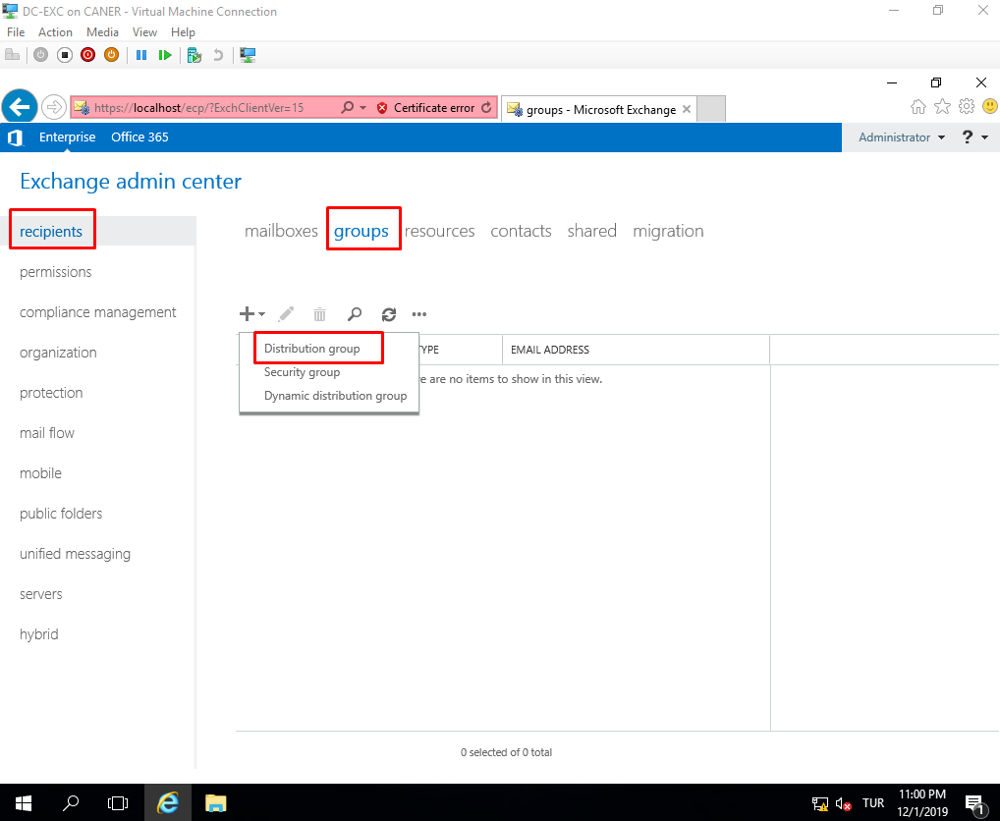 DC-EXC on CANER - Virtual Machine Connection
File Action Media View Help
https://localhost/ecp/?ExchClientVer=15 Certificate error groups - Microsoft Exchange
Enterprise Office 365 Administrator ?
Exchange admin center
recipients
permissions
compliance management
organization
protection
mail flow
mobile
public folders
unified messaging
servers
hybrid
mailboxes groups resources contacts shared migration
YPE EMAIL ADDRESS
Distribution group
Security group
Dynamic distribution group
re are no items to show in this view.
0 selected of 0 total
TUR
11:00 PM
12/1/2019
1